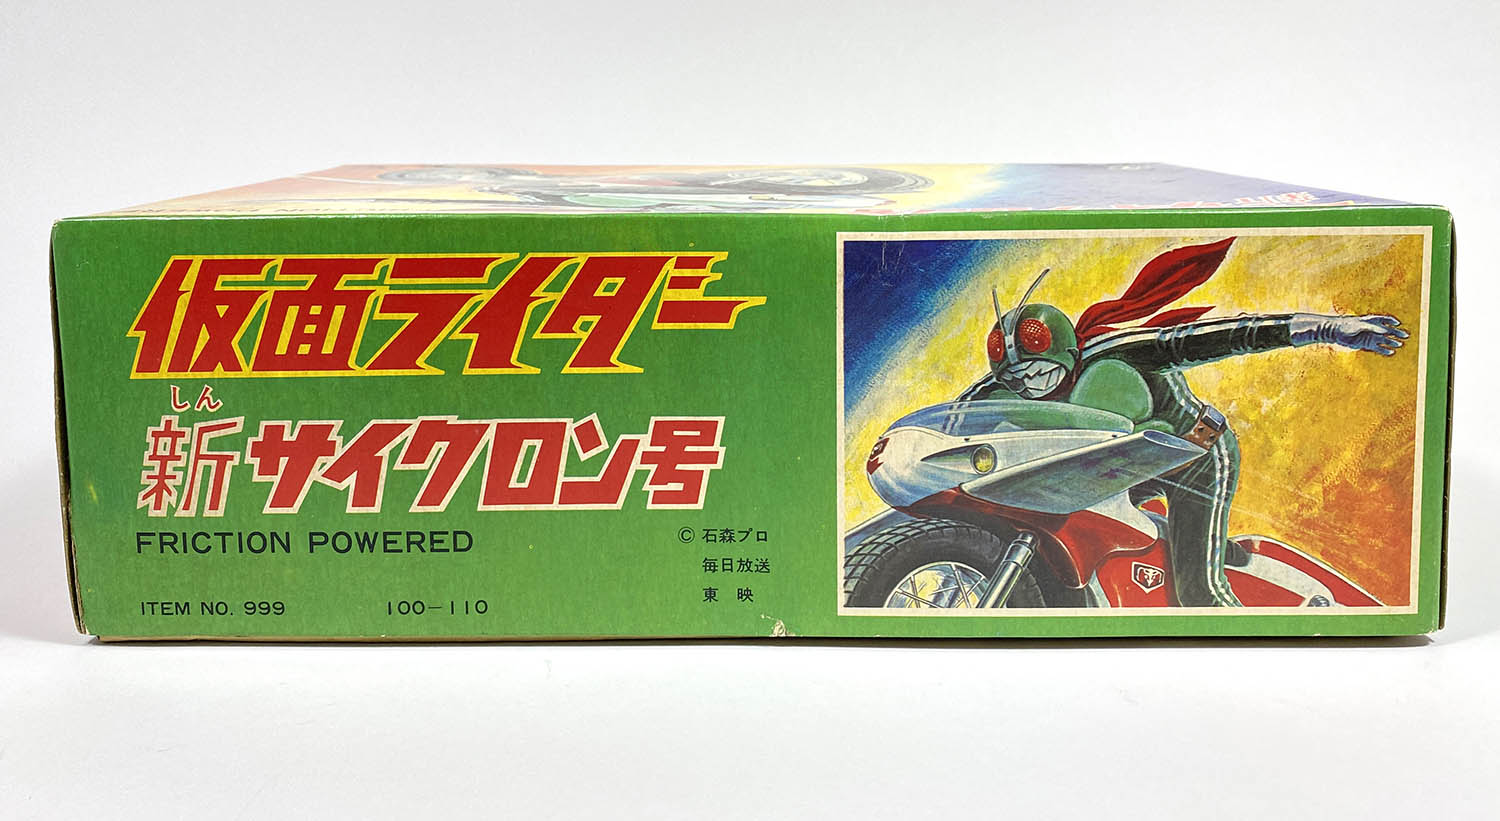 仮面ライダー
しん
新サイクロン号
FRICTION POWERED
ITEM NO. 999 100-110
© 石森プロ
毎日放送
東映